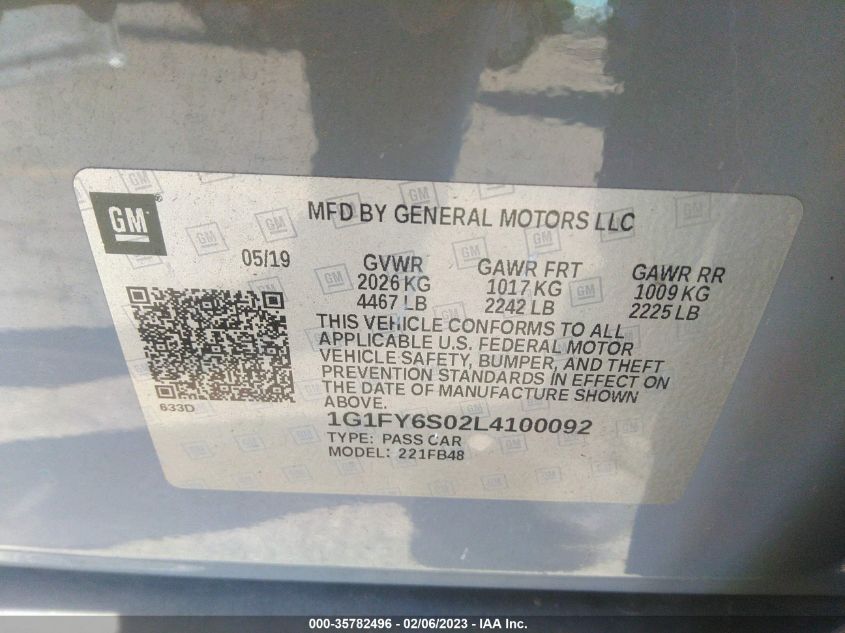 GM
MFD BY GENERAL MOTORS LLC
05/19
GVWR
2026 KG
4467 LB
GAWR FRT
1017 KG
2242 LB
GAWR RR
1009 KG
2225 LB
THIS VEHICLE CONFORMS TO ALL
APPLICABLE U.S. FEDERAL MOTOR
VEHICLE SAFETY, BUMPER, AND THEFT
PREVENTION STANDARDS IN EFFECT ON
THE DATE OF MANUFACTURE SHOWN
ABOVE.
633D
1G1FY6S02L4100092
TYPE: PASS CAR
MODEL: 221FB48
000-35782496 - 02/06/2023 - IAA Inc.